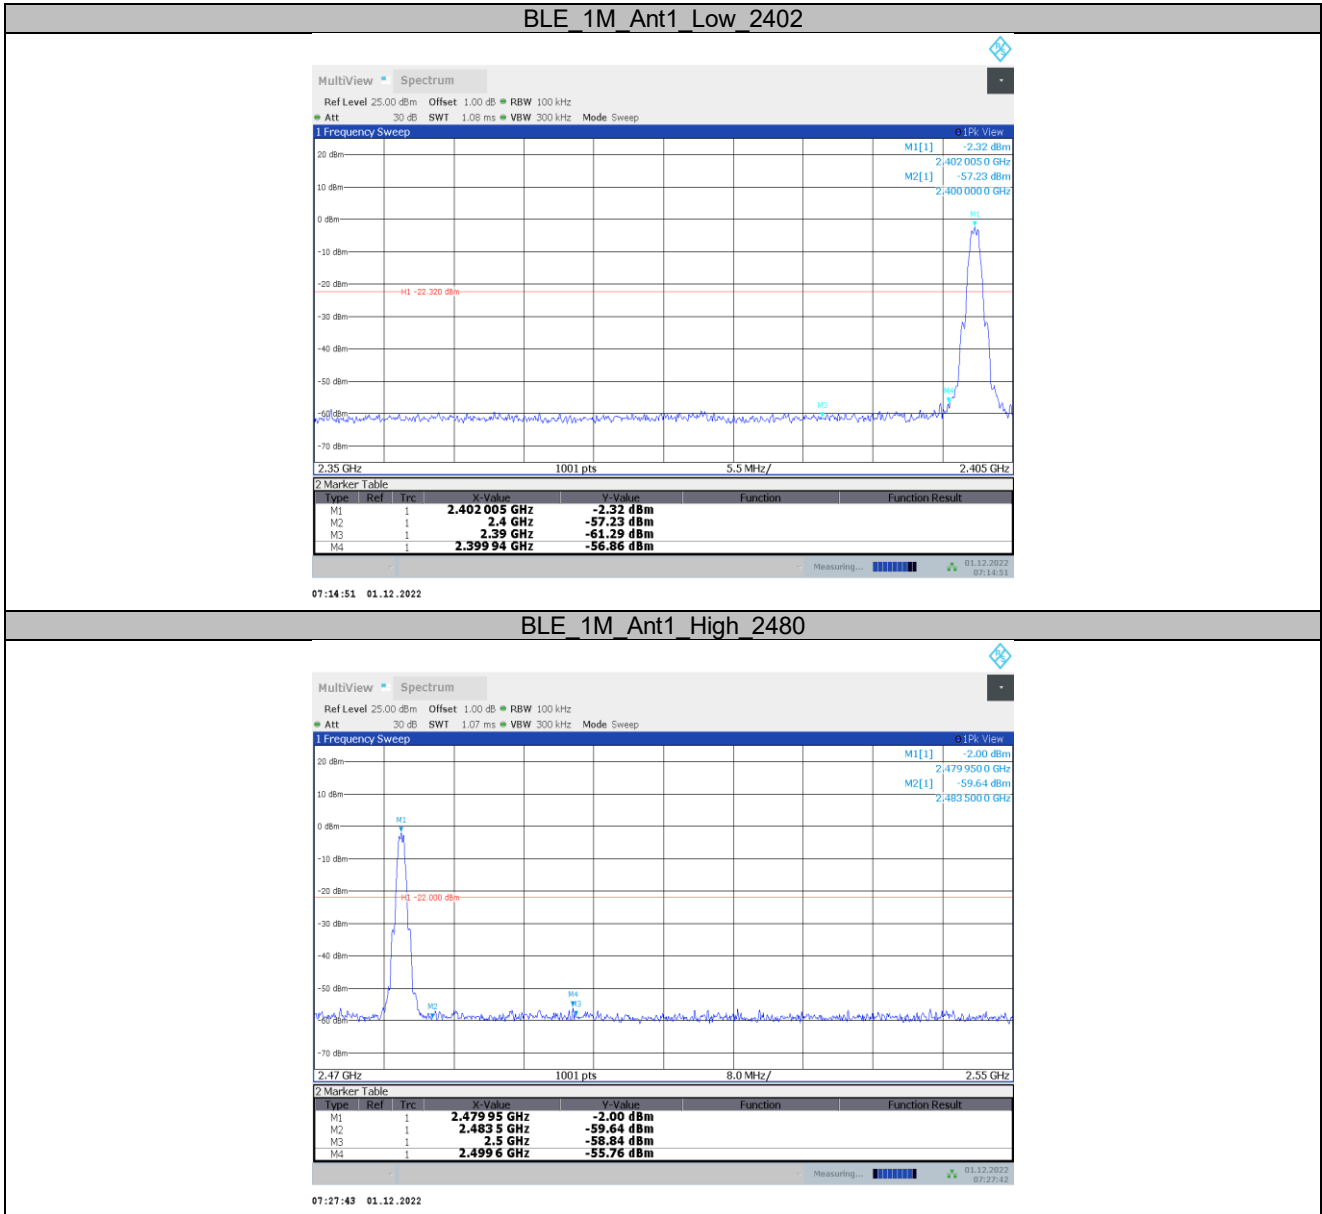 BLE_1M_Ant1_Low_2402
MultiView Spectrum
Ref Level 25.00 dBm Offset 1.00 dB RBW 100 kHz
Att 30 dB SWT 1.08 ms VBW 300 kHz Mode Sweep
1 Frequency Sweep 1Pk View
M1[1] -2.32 dBm
2.402 005 0 GHz
M2[1] -57.23 dBm
2.400 000 0 GHz
20 dBm
10 dBm
0 dBm
M1
-10 dBm
-20 dBm
H1 -22.320 dBm
-30 dBm
-40 dBm
-50 dBm
M4
M3
-60 dBm
-70 dBm
2.35 GHz 1001 pts 5.5 MHz/ 2.405 GHz
2 Marker Table
Type Ref Trc X-Value Y-Value Function Function Result
M1 1 2.402 005 GHz -2.32 dBm
M2 1 2.4 GHz -57.23 dBm
M3 1 2.39 GHz -61.29 dBm
M4 1 2.399 94 GHz -56.86 dBm
Measuring... 01.12.2022
07:14:51
07:14:51 01.12.2022
BLE_1M_Ant1_High_2480
MultiView Spectrum
Ref Level 25.00 dBm Offset 1.00 dB RBW 100 kHz
Att 30 dB SWT 1.07 ms VBW 300 kHz Mode Sweep
1 Frequency Sweep 1Pk View
M1[1] -2.00 dBm
2.479 950 0 GHz
M2[1] -59.64 dBm
2.483 500 0 GHz
20 dBm
10 dBm
M1
0 dBm
-10 dBm
-20 dBm
H1 -22.000 dBm
-30 dBm
-40 dBm
-50 dBm
M4
M2 M3
-60 dBm
-70 dBm
2.47 GHz 1001 pts 8.0 MHz/ 2.55 GHz
2 Marker Table
Type Ref Trc X-Value Y-Value Function Function Result
M1 1 2.479 95 GHz -2.00 dBm
M2 1 2.483 5 GHz -59.64 dBm
M3 1 2.5 GHz -58.84 dBm
M4 1 2.499 6 GHz -55.76 dBm
Measuring... 01.12.2022
07:27:42
07:27:43 01.12.2022